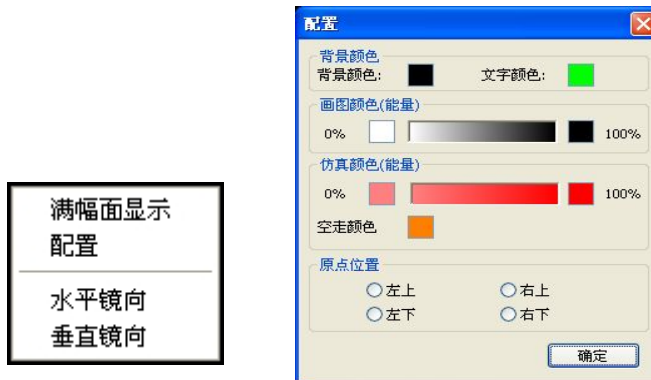 满幅面显示
配置
水平镜向
垂直镜向
配置
背景颜色
背景颜色: 文字颜色:
画图颜色(能量)
0% 100%
仿真颜色(能量)
0% 100%
空走颜色
原点位置
左上 右上
左下 右下
确定